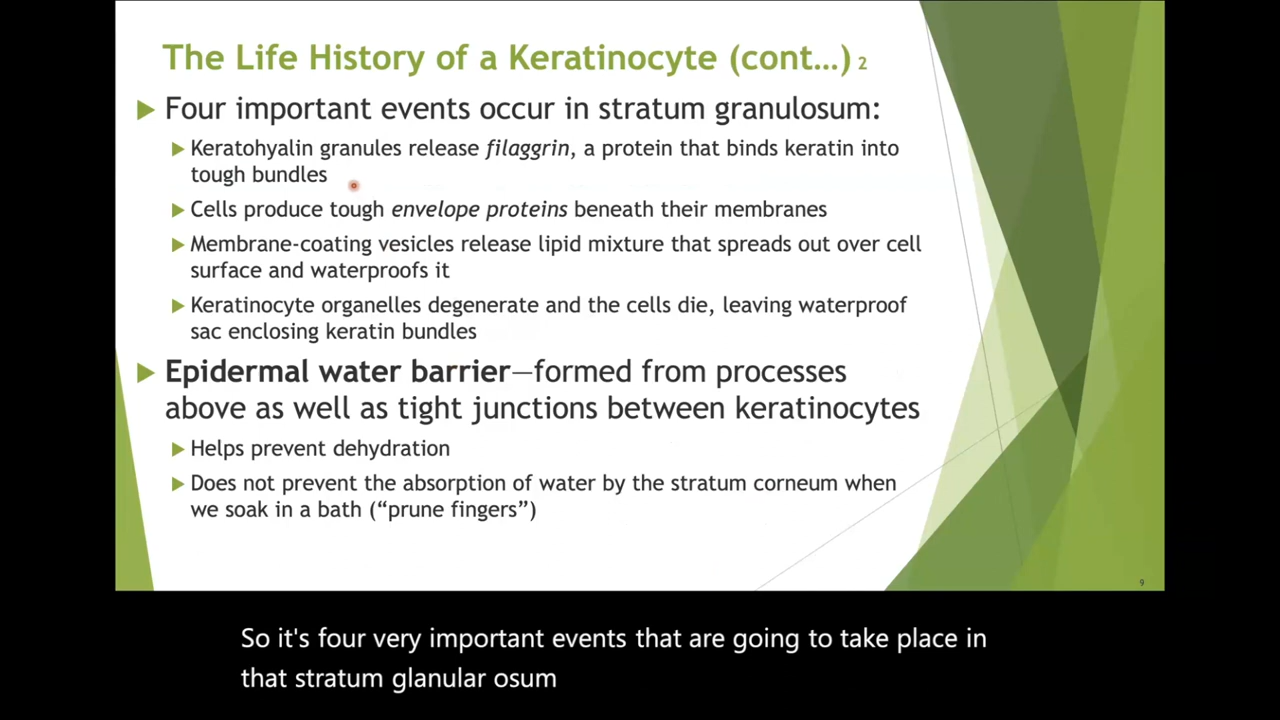 The Life History of a Keratinocyte (cont…) 2
Four important events occur in stratum granulosum:
Keratohyalin granules release filaggrin, a protein that binds keratin into
tough bundles
Cells produce tough envelope proteins beneath their membranes
Membrane-coating vesicles release lipid mixture that spreads out over cell
surface and waterproofs it
Keratinocyte organelles degenerate and the cells die, leaving waterproof
sac enclosing keratin bundles
Epidermal water barrier—formed from processes
above as well as tight junctions between keratinocytes
Helps prevent dehydration
Does not prevent the absorption of water by the stratum corneum when
we soak in a bath (“prune fingers”)
9
So it's four very important events that are going to take place in
that stratum glanular osum